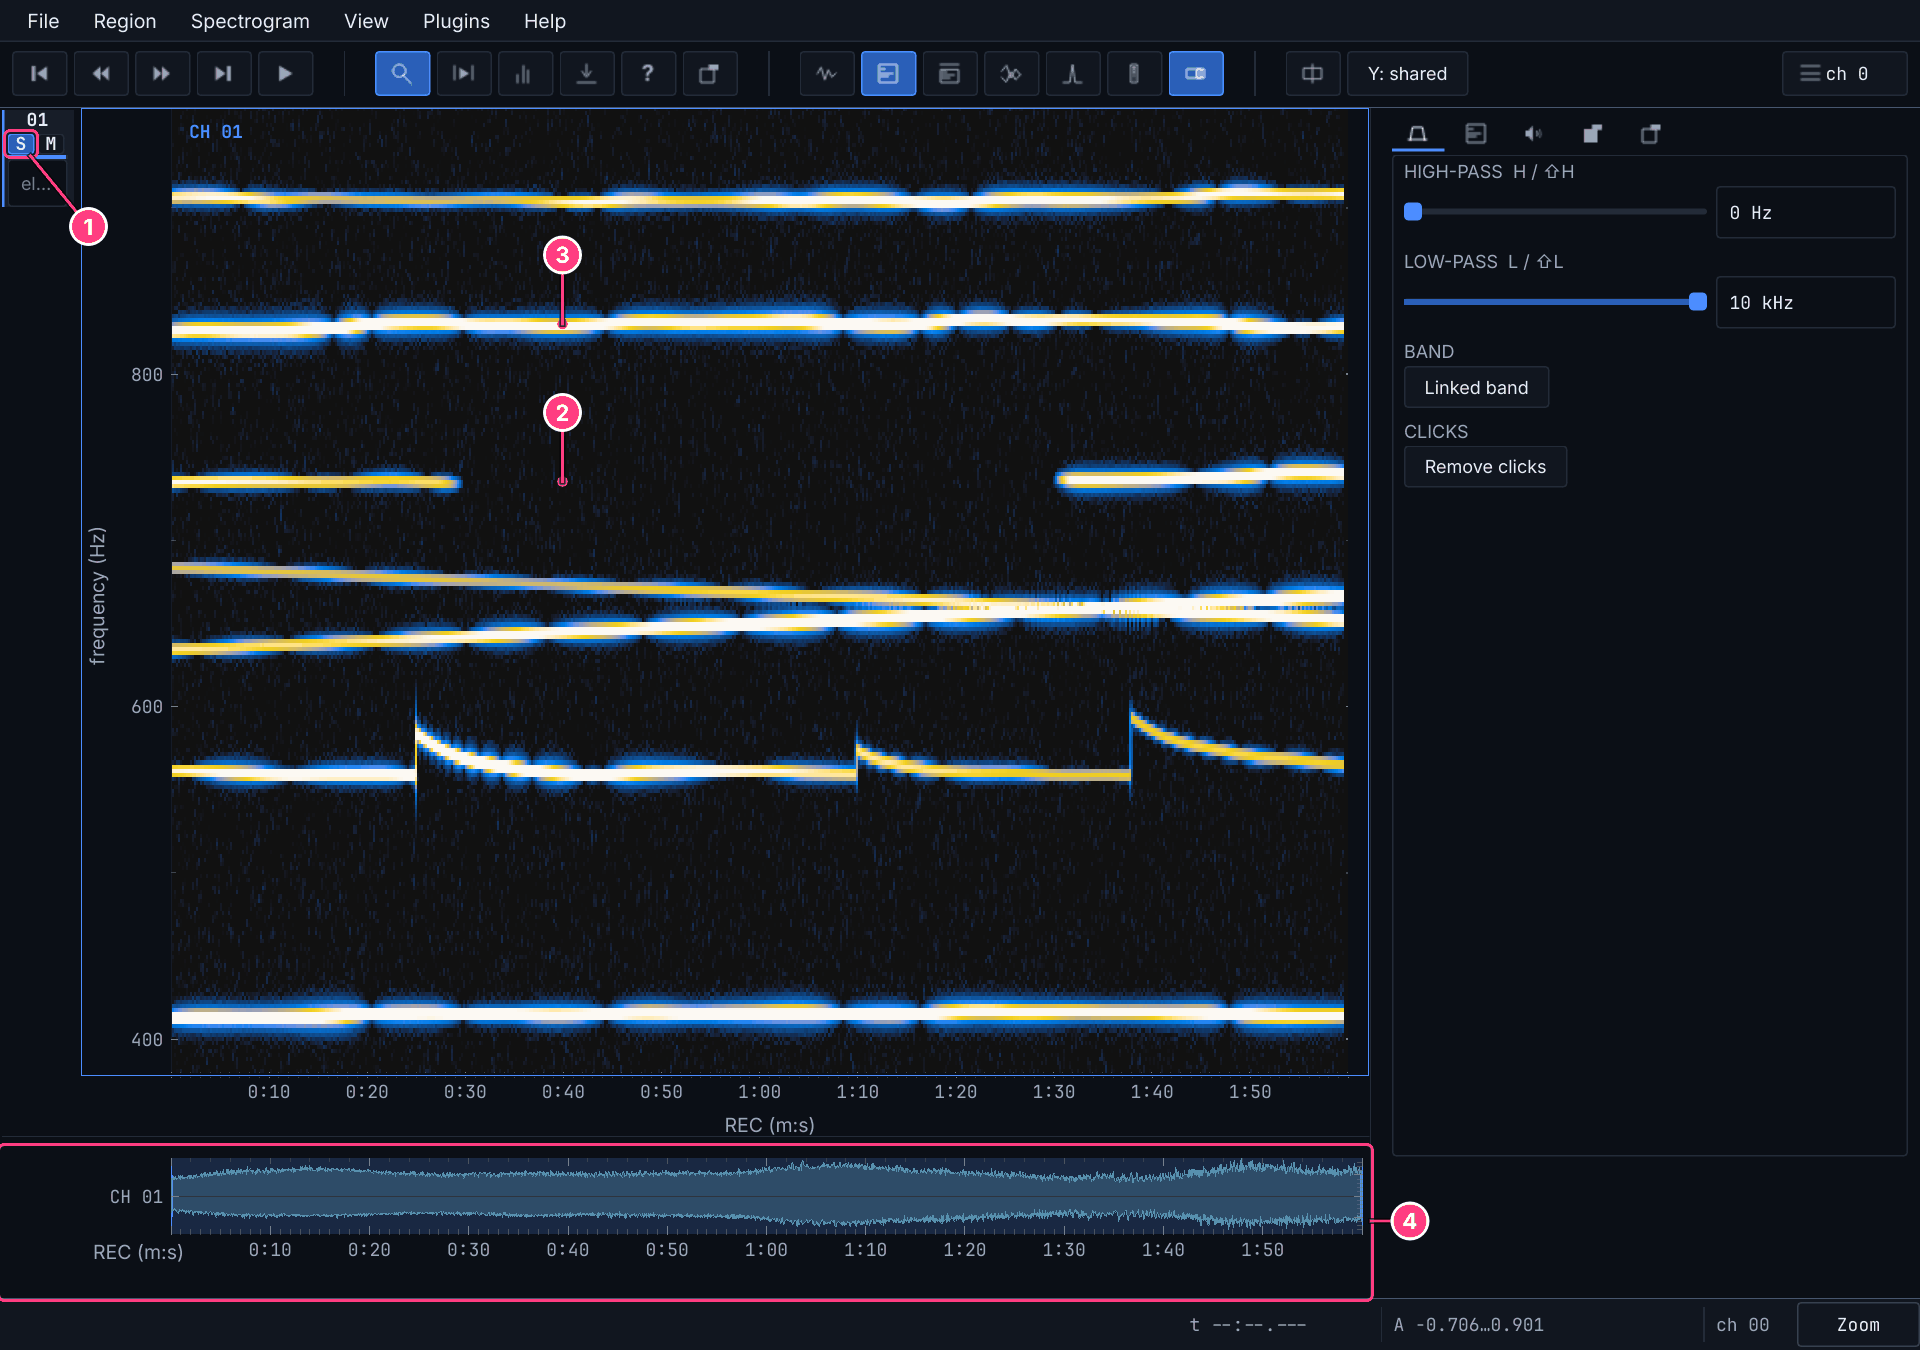 File Region Spectrogram View Plugins Help
? Y: shared ch 0
01
S M
el...
1
CH 01
3
2
800
600
400
frequency (Hz)
0:10 0:20 0:30 0:40 0:50 1:00 1:10 1:20 1:30 1:40 1:50
REC (m:s)
HIGH-PASS H / ⇧H
0 Hz
LOW-PASS L / ⇧L
10 kHz
BAND
Linked band
CLICKS
Remove clicks
CH 01
4
REC (m:s) 0:10 0:20 0:30 0:40 0:50 1:00 1:10 1:20 1:30 1:40 1:50
t --:--.--- A -0.706…0.901 ch 00 Zoom